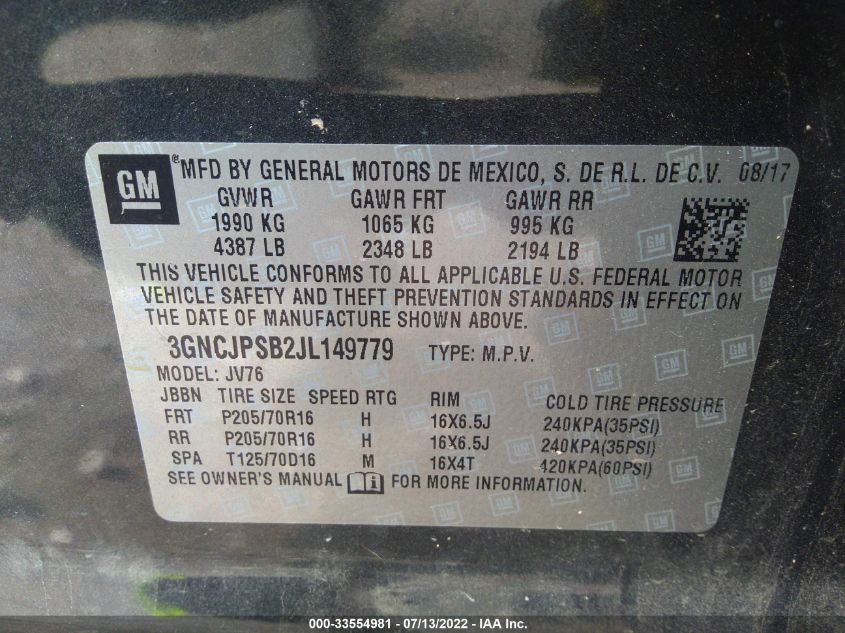 GM ® MFD BY GENERAL MOTORS DE MEXICO, S. DE R.L. DE C.V. 08/17
GVWR GAWR FRT GAWR RR
1990 KG 1065 KG 995 KG
4387 LB 2348 LB 2194 LB
THIS VEHICLE CONFORMS TO ALL APPLICABLE U.S. FEDERAL MOTOR
VEHICLE SAFETY AND THEFT PREVENTION STANDARDS IN EFFECT ON
THE DATE OF MANUFACTURE SHOWN ABOVE.
3GNCJPSB2JL149779 TYPE: M.P.V.
MODEL: JV76
JBBN TIRE SIZE SPEED RTG RIM COLD TIRE PRESSURE
FRT P205/70R16 H 16X6.5J 240KPA(35PSI)
RR P205/70R16 H 16X6.5J 240KPA(35PSI)
SPA T125/70D16 M 16X4T 420KPA(60PSI)
SEE OWNER'S MANUAL FOR MORE INFORMATION.
000-33554981 - 07/13/2022 - IAA Inc.